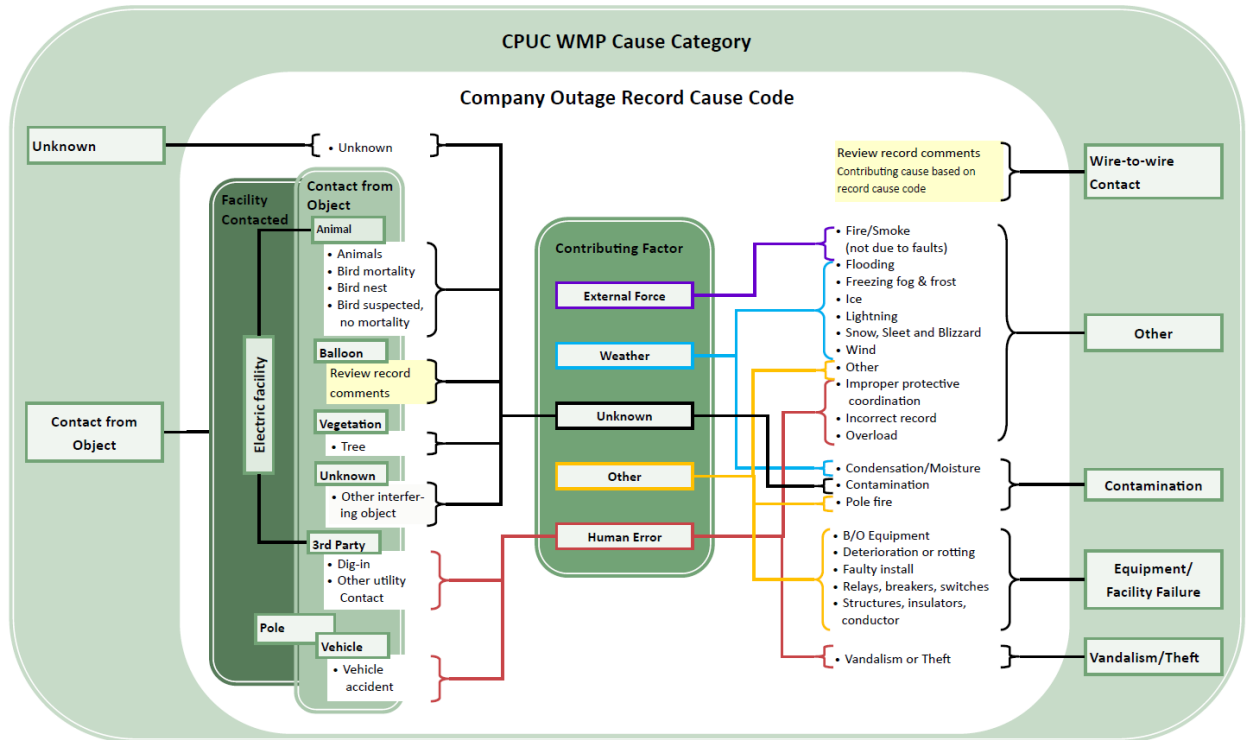 CPUC WMP Cause Category
Company Outage Record Cause Code
Unknown
• Unknown
Facility
Contacted
Contact from
Object
Animal
• Animals
• Bird mortality
• Bird nest
• Bird suspected,
no mortality
Balloon
Review record
comments
Electric facility
Contact from
Object
Vegetation
• Tree
Unknown
• Other interfer-
ing object
3rd Party
• Dig-in
• Other utility
Contact
Pole
Vehicle
• Vehicle
accident
Contributing Factor
External Force
Weather
Unknown
Other
Human Error
Review record comments
Contributing cause based on
record cause code
Wire-to-wire
Contact
• Fire/Smoke
(not due to faults)
• Flooding
• Freezing fog & frost
• Ice
• Lightning
• Snow, Sleet and Blizzard
• Wind
• Other
• Improper protective
coordination
• Incorrect record
• Overload
Other
• Condensation/Moisture
• Contamination
• Pole fire
Contamination
• B/O Equipment
• Deterioration or rotting
• Faulty install
• Relays, breakers, switches
• Structures, insulators,
conductor
Equipment/
Facility Failure
• Vandalism or Theft
Vandalism/Theft